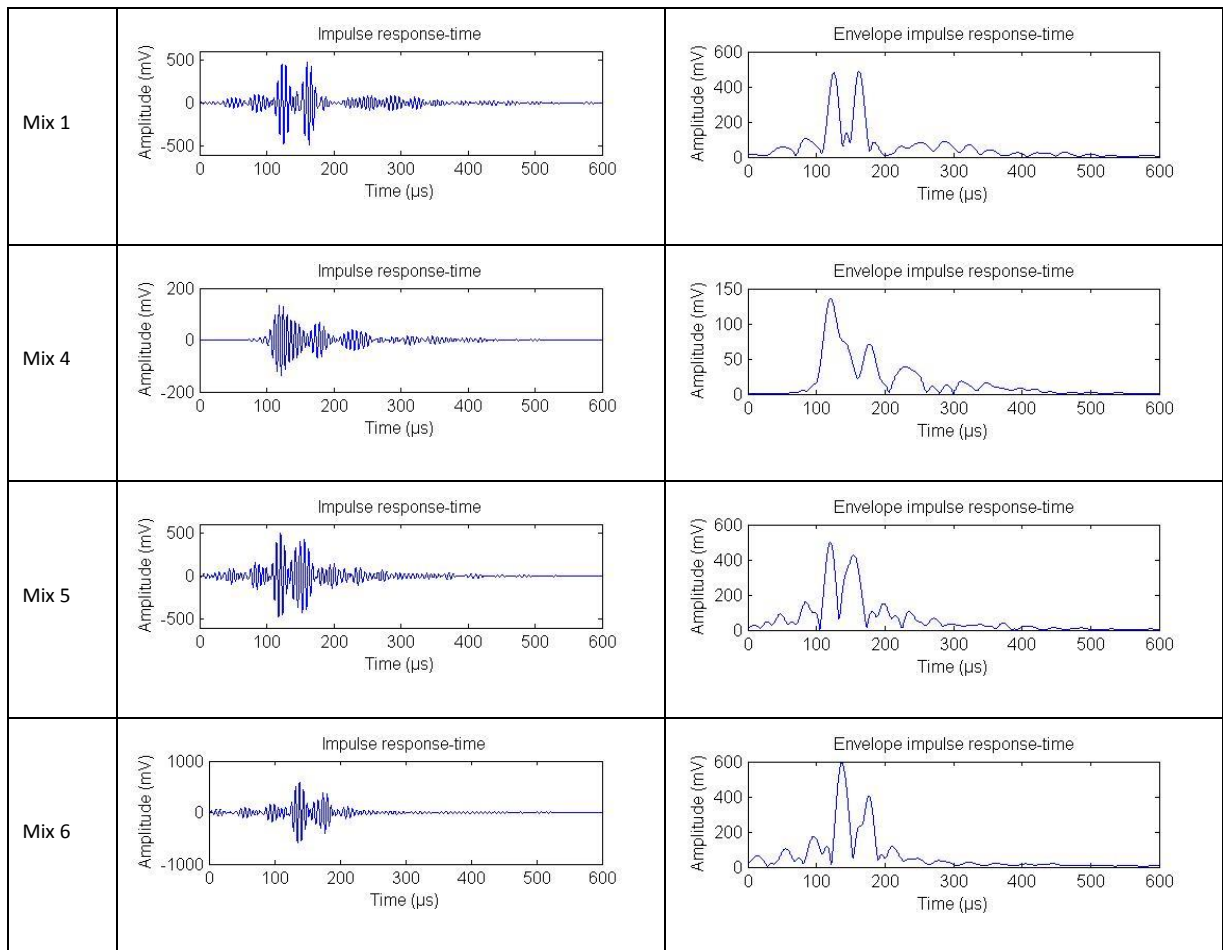 Mix 1
Impulse response-time
Amplitude (mV)
500
0
-500
0 100 200 300 400 500 600
Time (µs)
Envelope impulse response-time
Amplitude (mV)
600
400
200
0
0 100 200 300 400 500 600
Time (µs)
Mix 4
Impulse response-time
Amplitude (mV)
200
0
-200
0 100 200 300 400 500 600
Time (µs)
Envelope impulse response-time
Amplitude (mV)
150
100
50
0
0 100 200 300 400 500 600
Time (µs)
Mix 5
Impulse response-time
Amplitude (mV)
500
0
-500
0 100 200 300 400 500 600
Time (µs)
Envelope impulse response-time
Amplitude (mV)
600
400
200
0
0 100 200 300 400 500 600
Time (µs)
Mix 6
Impulse response-time
Amplitude (mV)
1000
0
-1000
0 100 200 300 400 500 600
Time (µs)
Envelope impulse response-time
Amplitude (mV)
600
400
200
0
0 100 200 300 400 500 600
Time (µs)